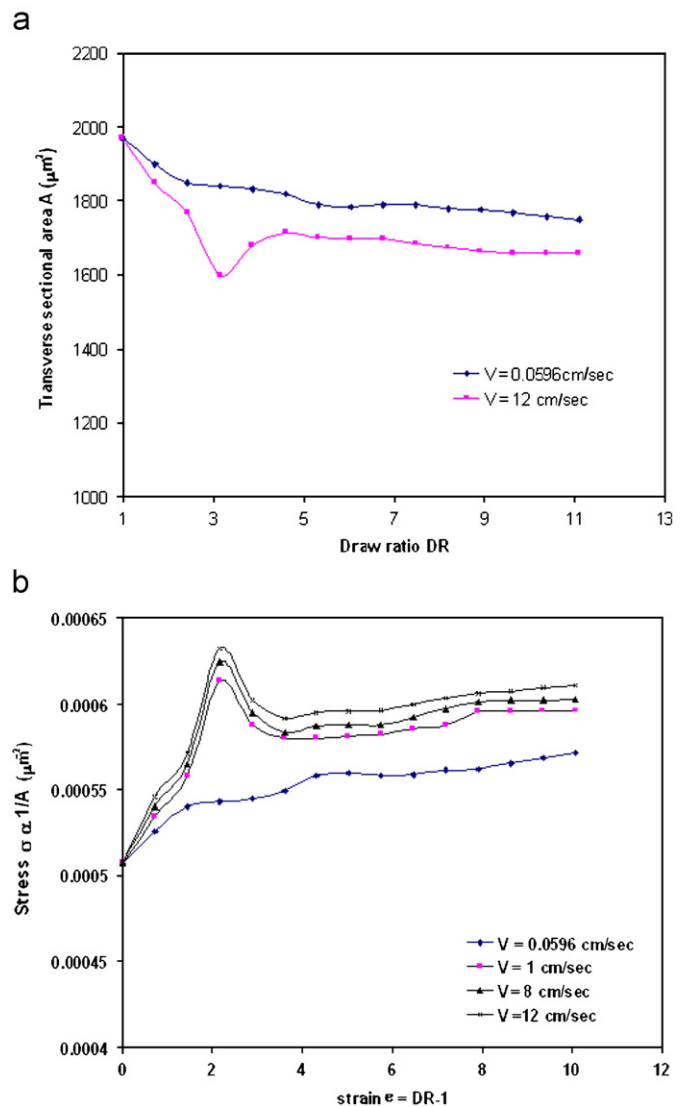 a
2200
2000
1800
1600
1400
1200
1000
Transverse sectional area A (µm²)
V=0.0596cm/sec
V= 12 cm/sec
1 3 5 7 9 11 13
Draw ratio DR
b
0.00065
0.0006
0.00055
0.0005
0.00045
0.0004
Stress σ α 1/A (µm²)
V = 0.0596 cm/sec
V = 1 cm/sec
V = 8 cm/sec
V =12 cm/sec
0 2 4 6 8 10 12
strain e = DR-1